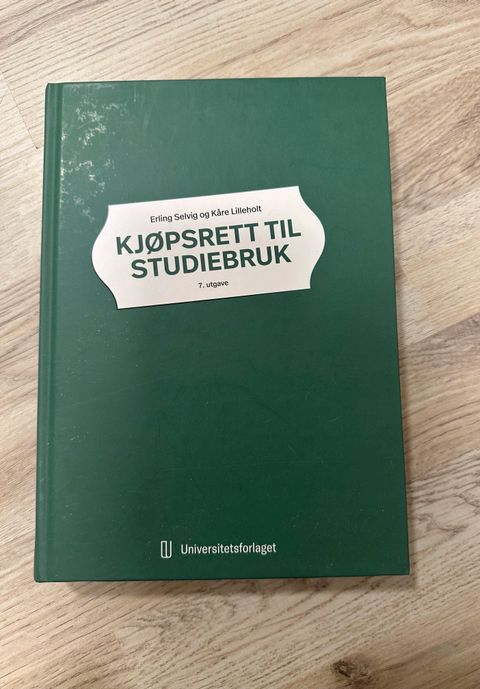 Erling Selvig og Kåre Lilleholt
KJØPSRETT TIL
STUDIEBRUK
7. utgave
Universitetsforlaget